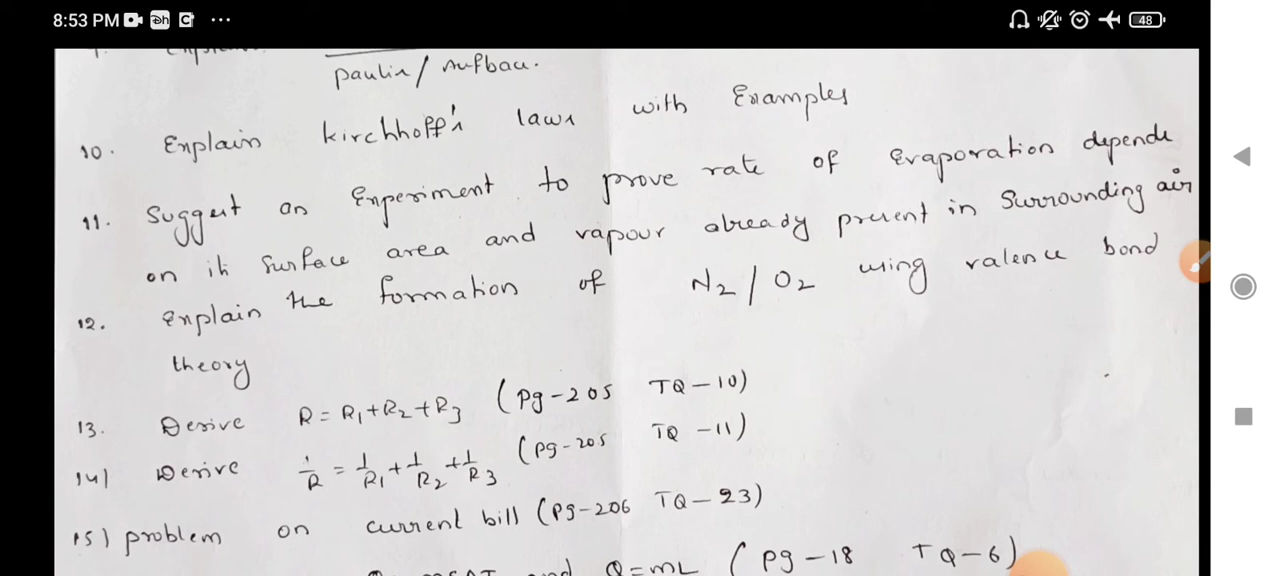 8:53 PM
48
paulin/Aufbau.
10. Explain Kirchhoff's laws with Examples
11. Suggest an Experiment to prove rate of Evaporation depends
on its surface area and vapour already present in Surrounding air
12. Explain the formation of N₂/O₂ using valence bond
theory
13. Derive R = R₁+R₂+R₃ (Pg-205 TQ-10)
14) Derive 1/R = 1/R₁ + 1/R₂ + 1/R₃ (Pg-205 TQ-11)
15) problem on current bill (Pg-206 TQ-23)
and Q=mL (Pg-18 TQ-6)